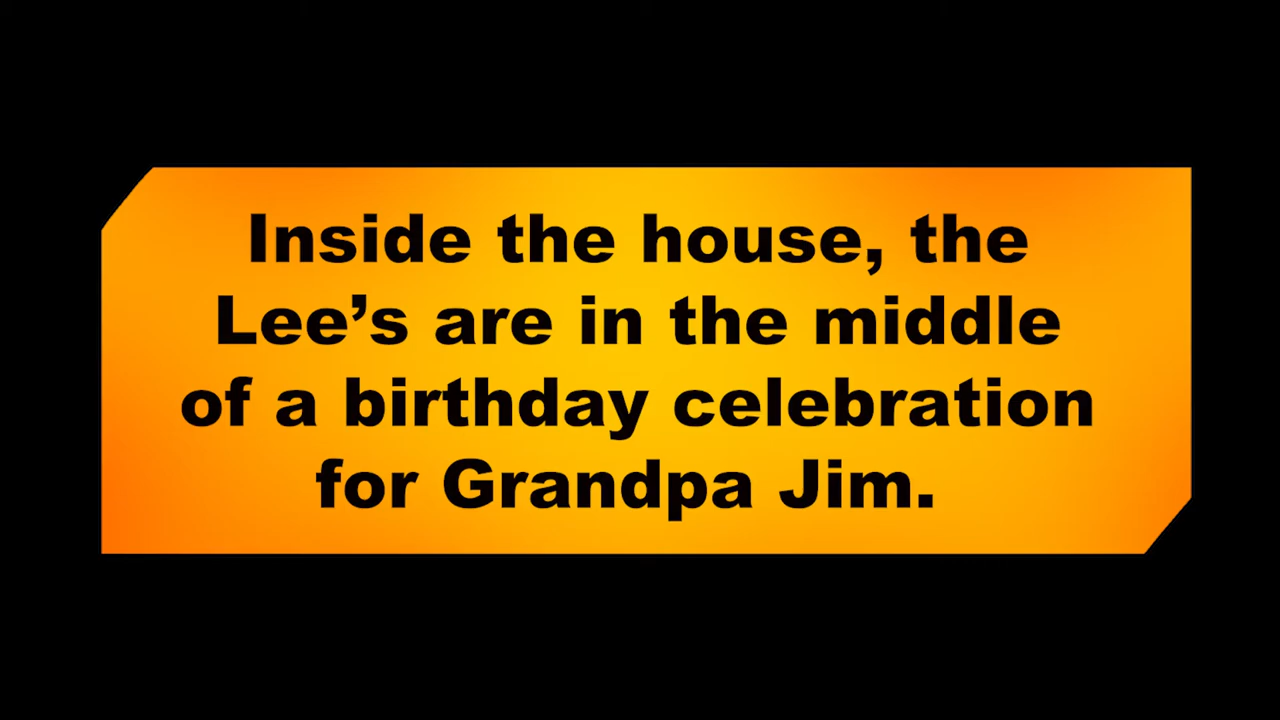 Inside the house, the
Lee’s are in the middle
of a birthday celebration
for Grandpa Jim.